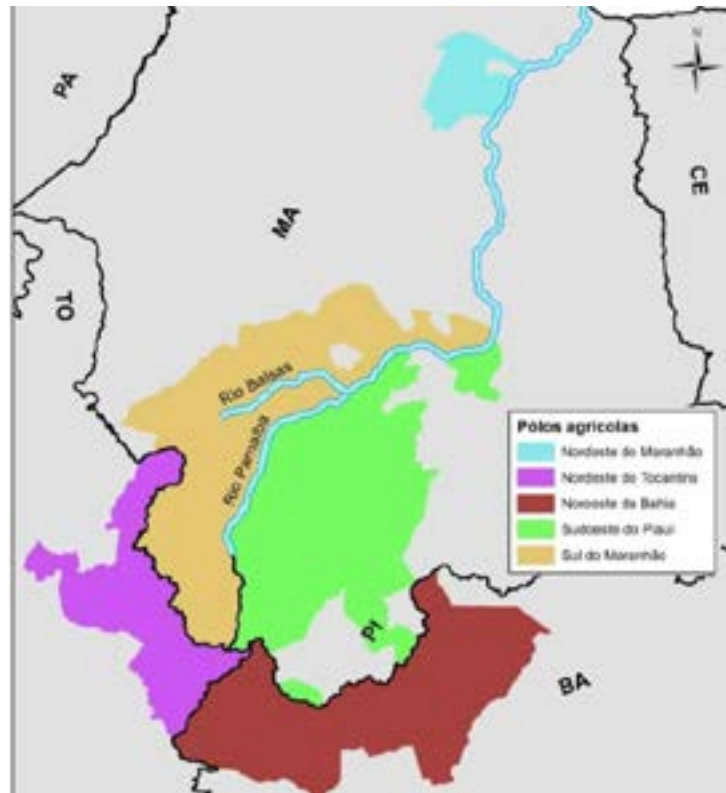 N
PA
CE
MA
TO
Rio Balsas
Rio Parnaíba
Pólos agrícolas
Nordeste do Maranhão
Nordeste do Tocantins
Noroeste da Bahia
Sudoeste do Piauí
Sul do Maranhão
PI
BA